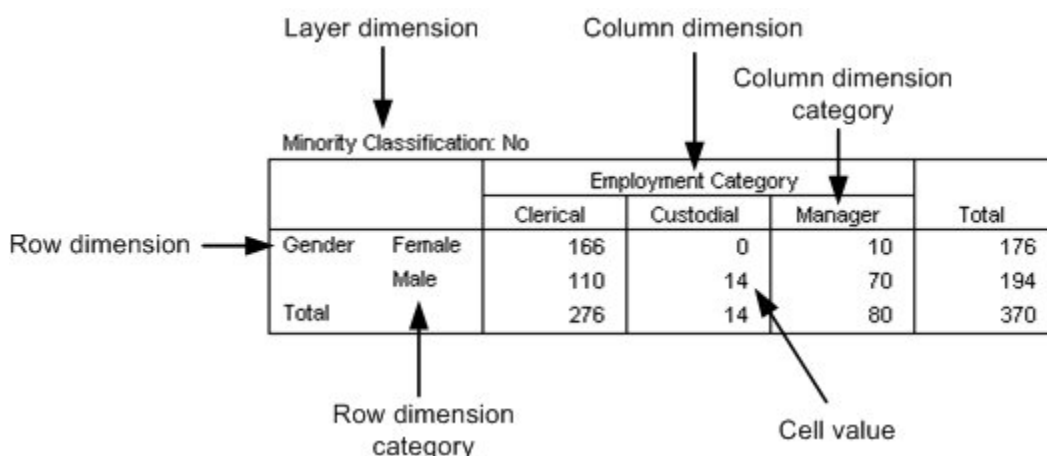 Layer dimension
Column dimension
Column dimension
category
Minority Classification: No
Employment Category
Clerical Custodial Manager Total
Row dimension
Gender Female 166 0 10 176
Male 110 14 70 194
Total 276 14 80 370
Row dimension
category
Cell value